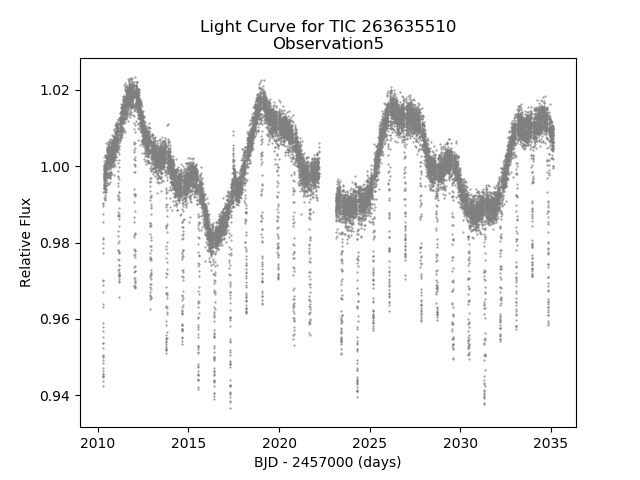 Light Curve for TIC 263635510
Observation5
Relative Flux
1.02
1.00
0.98
0.96
0.94
2010
2015
2020
2025
2030
2035
BJD - 2457000 (days)